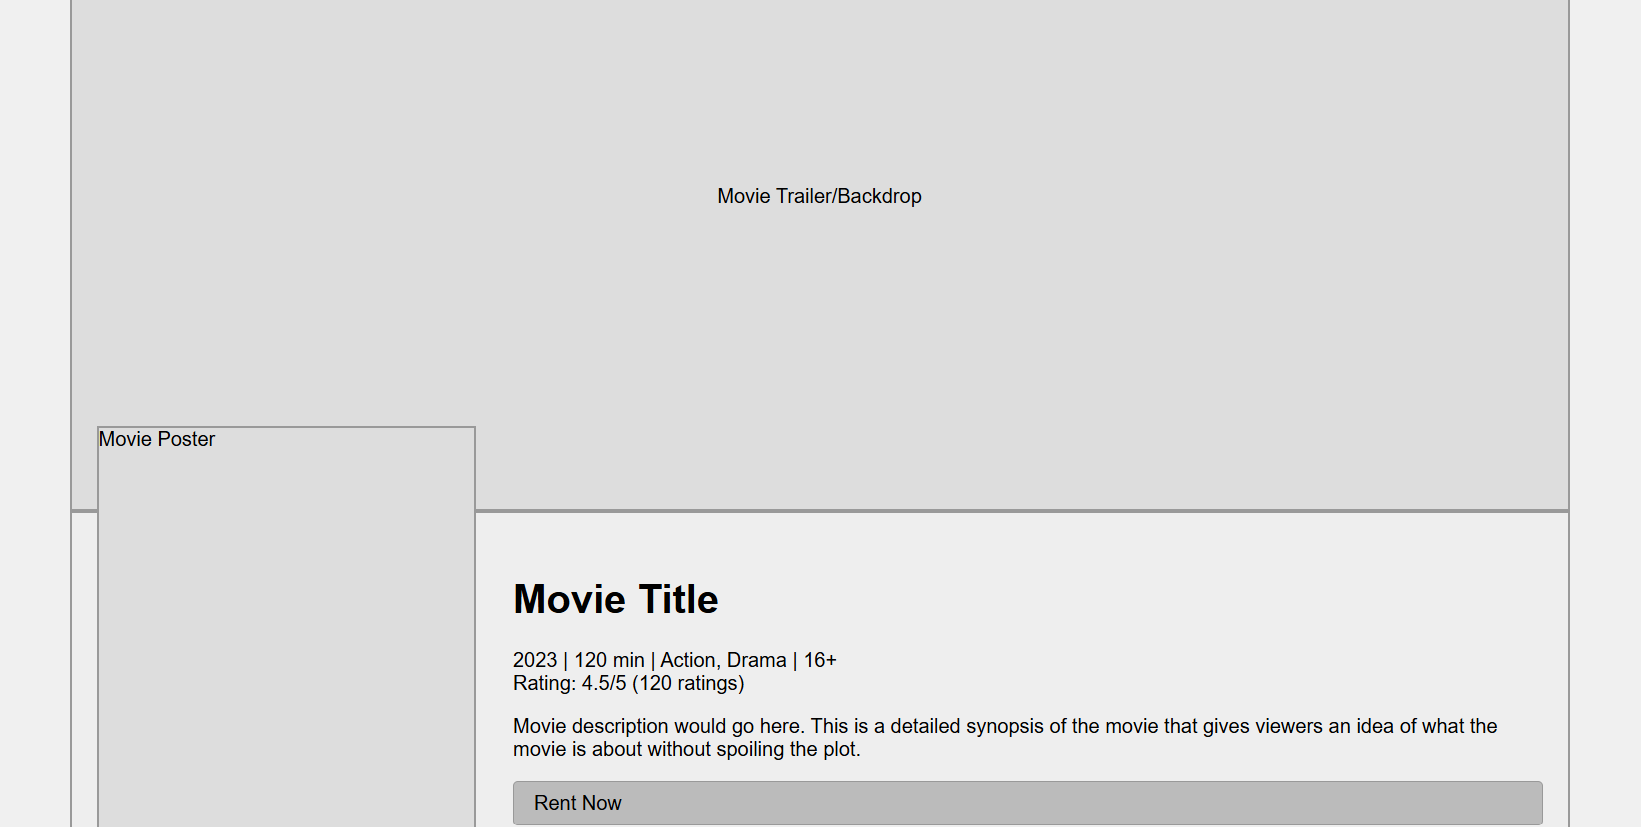 Movie Trailer/Backdrop
Movie Poster
Movie Title
2023 | 120 min | Action, Drama | 16+
Rating: 4.5/5 (120 ratings)
Movie description would go here. This is a detailed synopsis of the movie that gives viewers an idea of what the
movie is about without spoiling the plot.
Rent Now